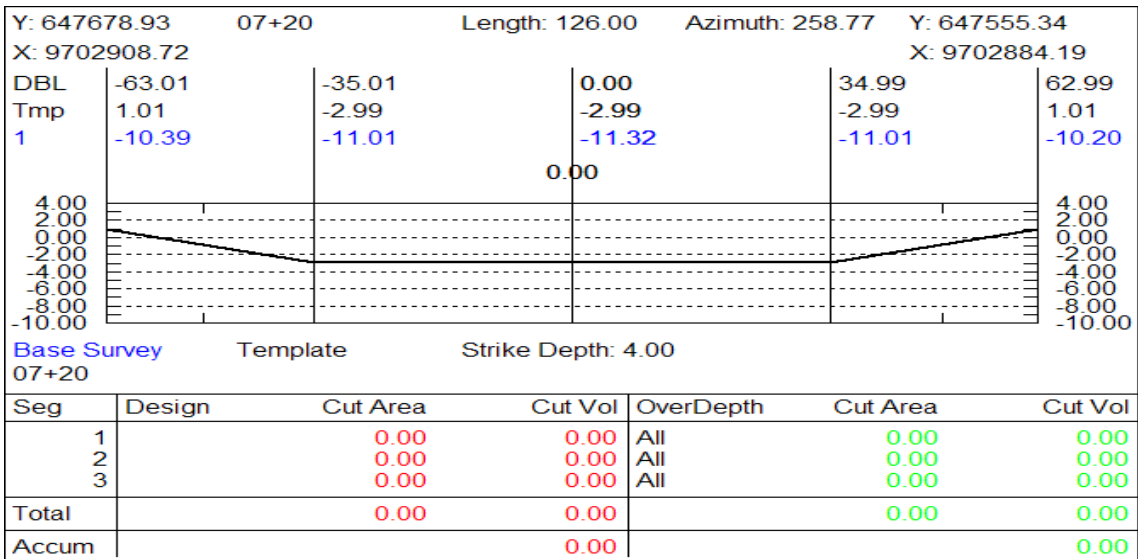 Y: 647678.93 07+20 Length: 126.00 Azimuth: 258.77 Y: 647555.34
X: 9702908.72 X: 9702884.19
DBL -63.01 -35.01 0.00 34.99 62.99
Tmp 1.01 -2.99 -2.99 -2.99 1.01
1 -10.39 -11.01 -11.32 -11.01 -10.20
0.00
4.00 4.00
2.00 2.00
0.00 0.00
-2.00 -2.00
-4.00 -4.00
-6.00 -6.00
-8.00 -8.00
-10.00 -10.00
Base Survey Template Strike Depth: 4.00
07+20
Seg Design Cut Area Cut Vol OverDepth Cut Area Cut Vol
1 0.00 0.00 All 0.00 0.00
2 0.00 0.00 All 0.00 0.00
3 0.00 0.00 All 0.00 0.00
Total 0.00 0.00 0.00 0.00
Accum 0.00 0.00